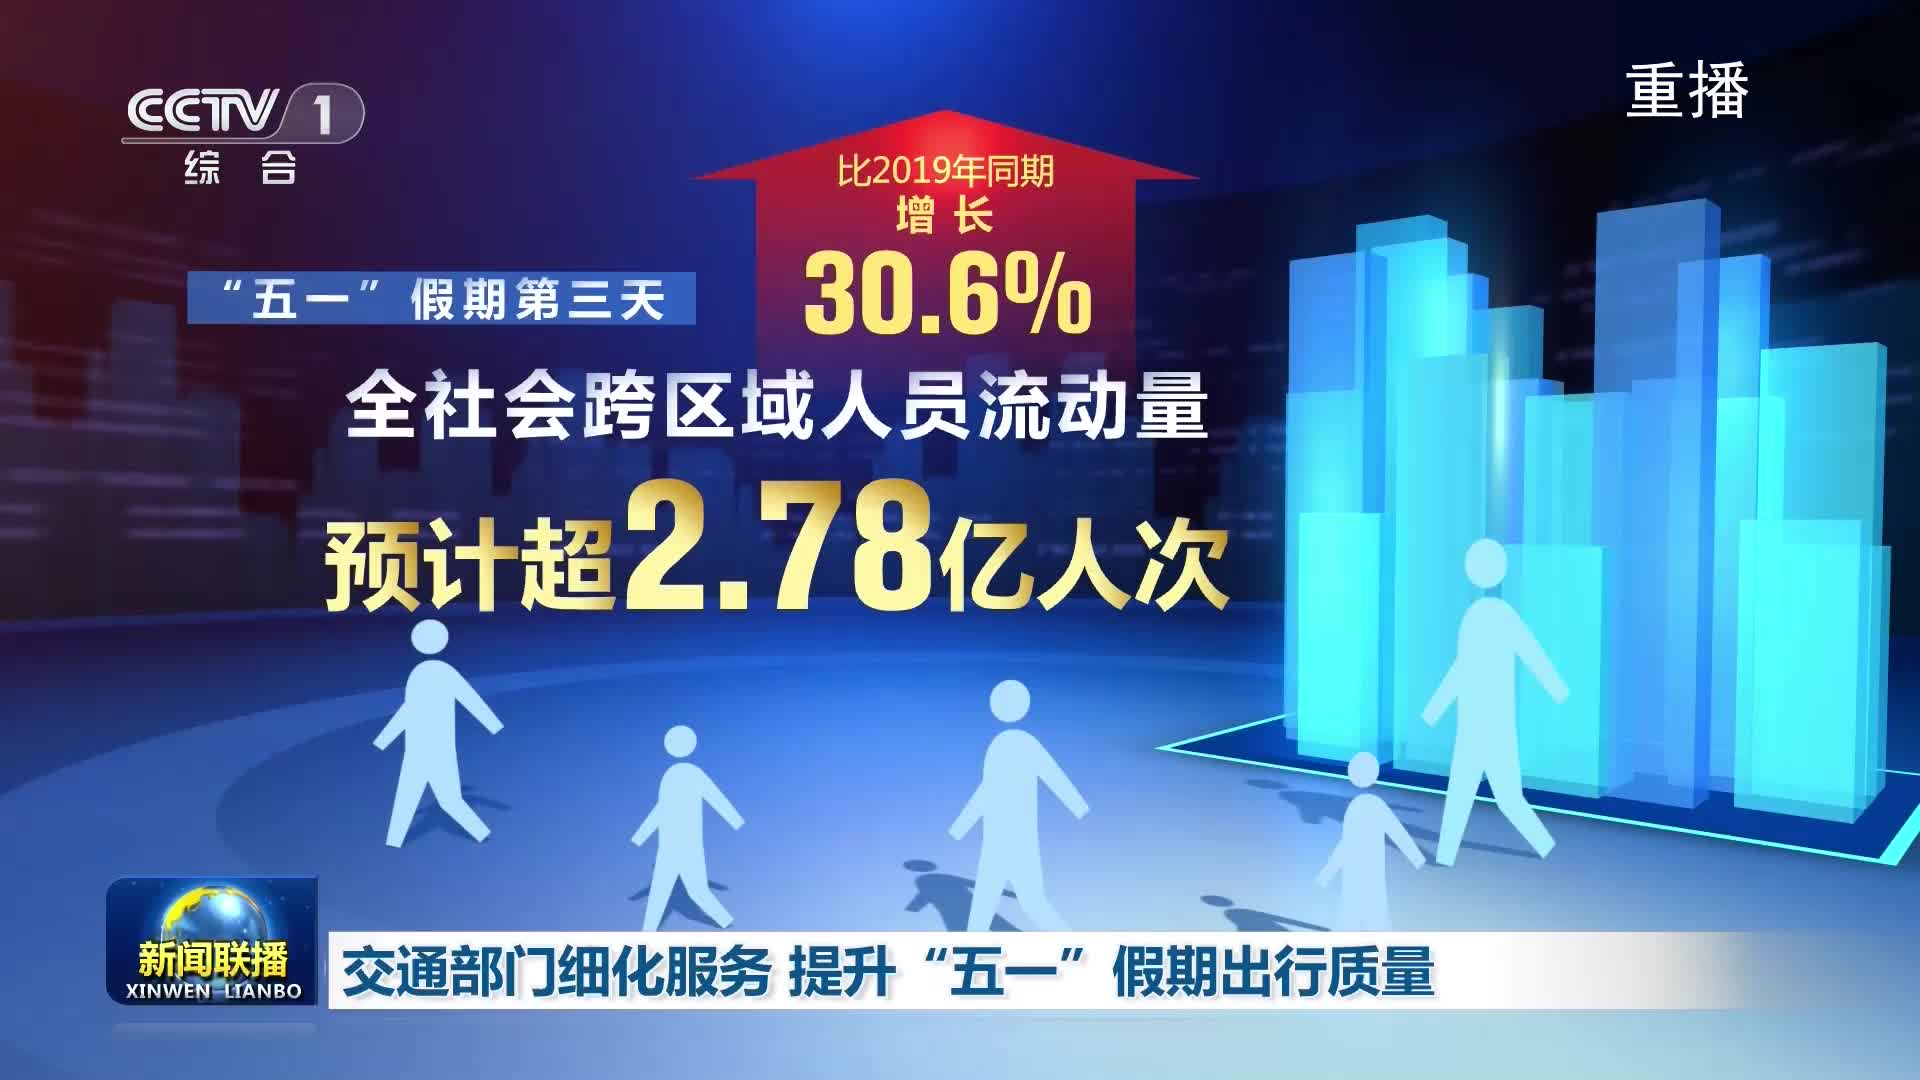 CCTV 1
综 合
重播
比2019年同期
增长
30.6%
“五一”假期第三天
全社会跨区域人员流动量
预计超2.78亿人次
新闻联播
XINWEN LIANBO
交通部门细化服务 提升“五一”假期出行质量